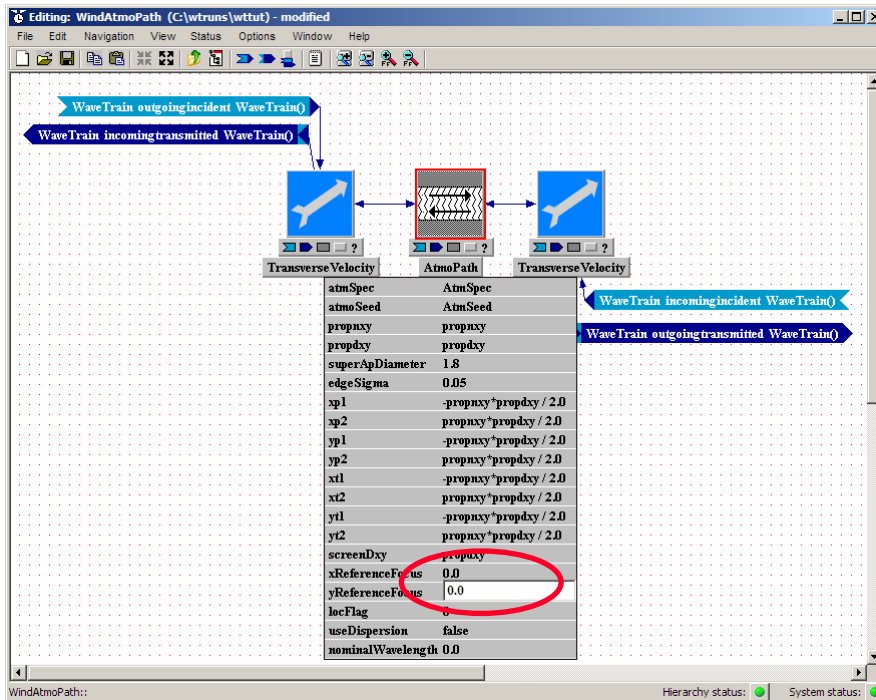 Editing: WindAtmoPath (C:\wtruns\wttut) - modified
File Edit Navigation View Status Options Window Help
WaveTrain outgoingincident WaveTrain()
WaveTrain incomingtransmitted WaveTrain()
? ? ?
TransverseVelocity AtmoPath TransverseVelocity
atmSpec AtmSpec
atmoSeed AtmSeed
WaveTrain incomingincident WaveTrain()
propnxy propnxy
WaveTrain outgoingtransmitted WaveTrain()
propdxy propdxy
superApDiameter 1.8
edgeSigma 0.05
xp1 -propnxy*propdxy / 2.0
xp2 propnxy*propdxy / 2.0
yp1 -propnxy*propdxy / 2.0
yp2 propnxy*propdxy / 2.0
xt1 -propnxy*propdxy / 2.0
xt2 propnxy*propdxy / 2.0
yt1 -propnxy*propdxy / 2.0
yt2 propnxy*propdxy / 2.0
screenDxy propdxy
xReferenceFocus 0.0
yReferenceFocus 0.0
locFlag
useDispersion false
nominalWavelength 0.0
WindAtmoPath:: Hierarchy status: System status: